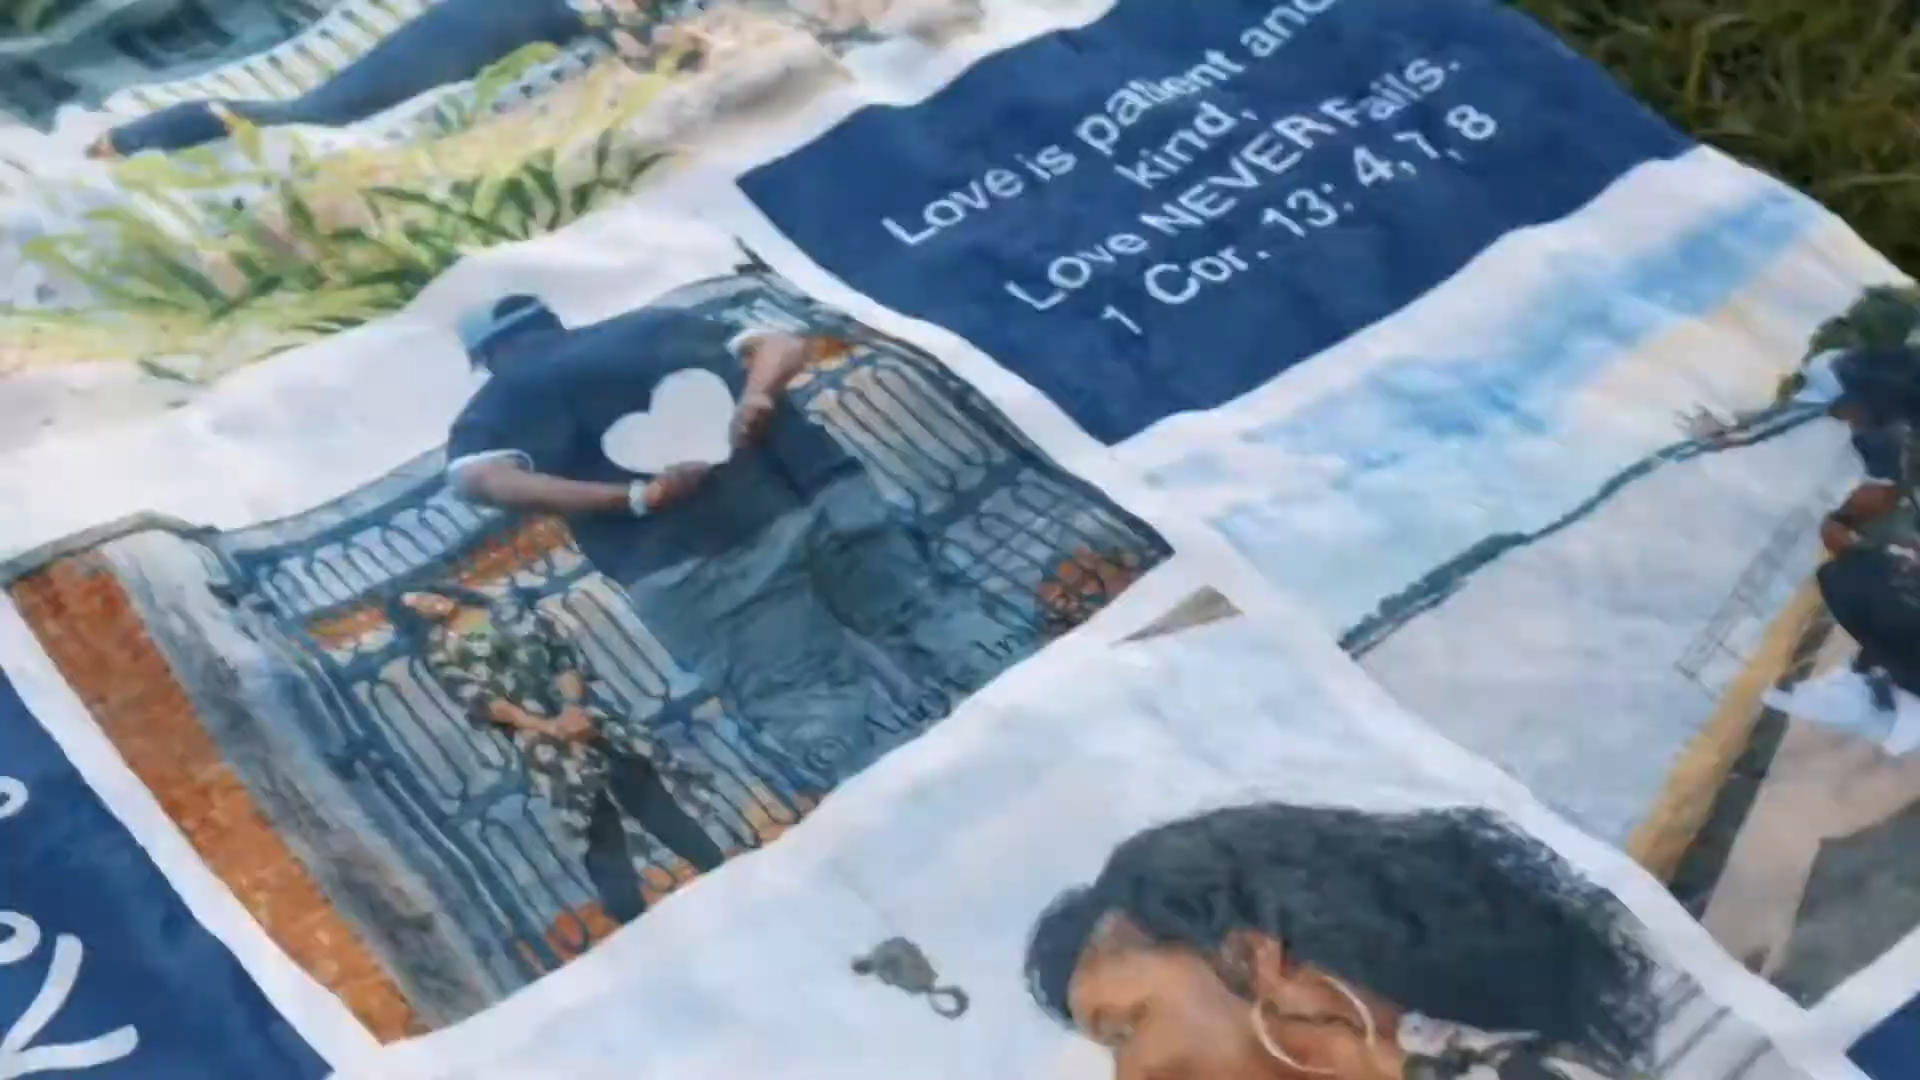 Love is patient and
kind,
Love NEVER Fails.
1 Cor. 13: 4,7, 8